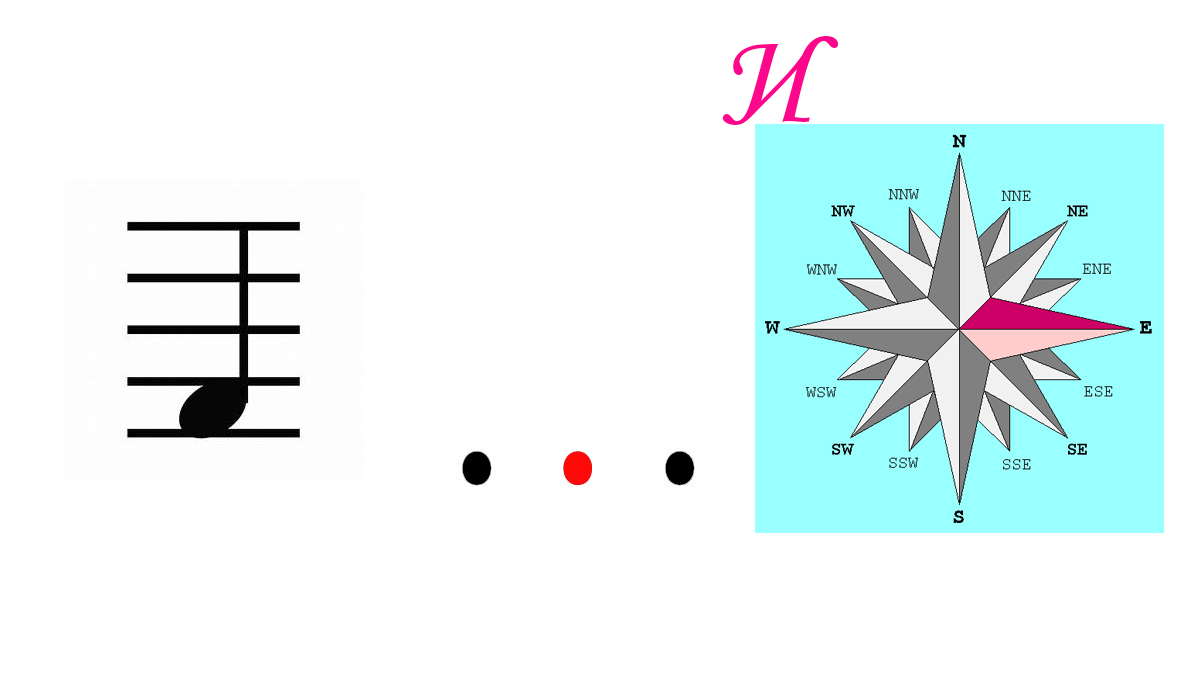 И
N
NNW NNE
NW NE
WNW ENE
W E
WSW ESE
SW SE
SSW SSE
S